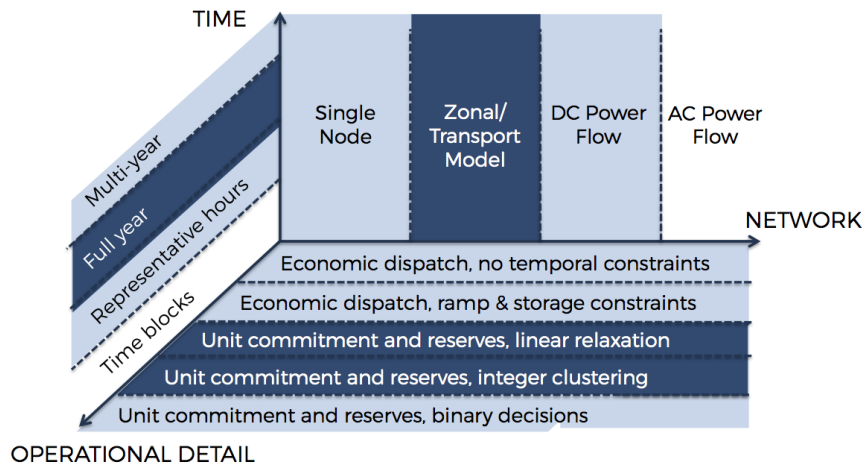 TIME
Single
Node
Zonal/
Transport
Model
DC Power
Flow
AC Power
Flow
Multi-year
Full year
Representative hours
Time blocks
NETWORK
Economic dispatch, no temporal constraints
Economic dispatch, ramp & storage constraints
Unit commitment and reserves, linear relaxation
Unit commitment and reserves, integer clustering
Unit commitment and reserves, binary decisions
OPERATIONAL DETAIL